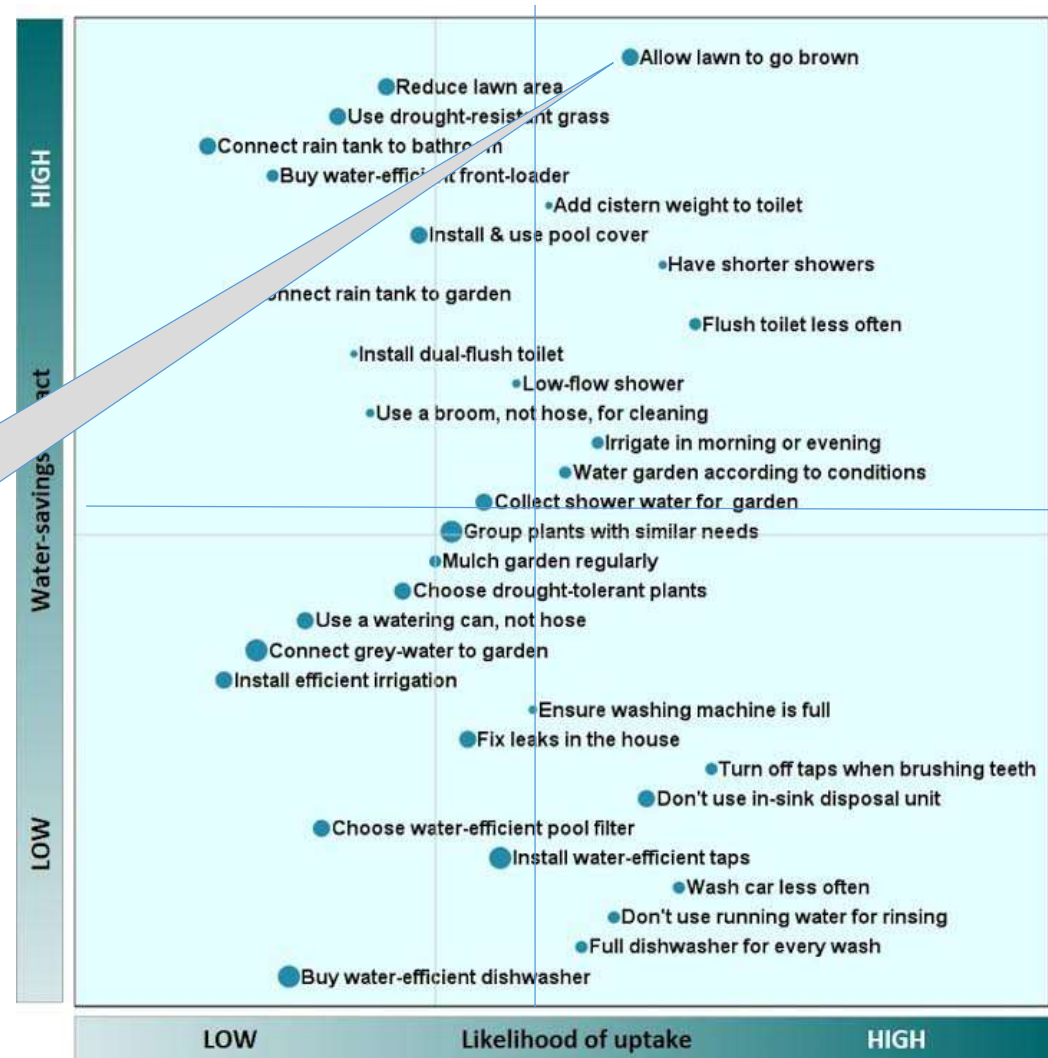 HIGH
Water-savings act
LOW
Allow lawn to go brown
Reduce lawn area
Use drought-resistant grass
Connect rain tank to bathroom
Buy water-efficient front-loader
Add cistern weight to toilet
Install & use pool cover
Have shorter showers
onnect rain tank to garden
Flush toilet less often
Install dual-flush toilet
Low-flow shower
Use a broom, not hose, for cleaning
Irrigate in morning or evening
Water garden according to conditions
Collect shower water for garden
Group plants with similar needs
Mulch garden regularly
Choose drought-tolerant plants
Use a watering can, not hose
Connect grey-water to garden
Install efficient irrigation
Ensure washing machine is full
Fix leaks in the house
Turn off taps when brushing teeth
Don't use in-sink disposal unit
Choose water-efficient pool filter
Install water-efficient taps
Wash car less often
Don't use running water for rinsing
Full dishwasher for every wash
Buy water-efficient dishwasher
LOW Likelihood of uptake HIGH